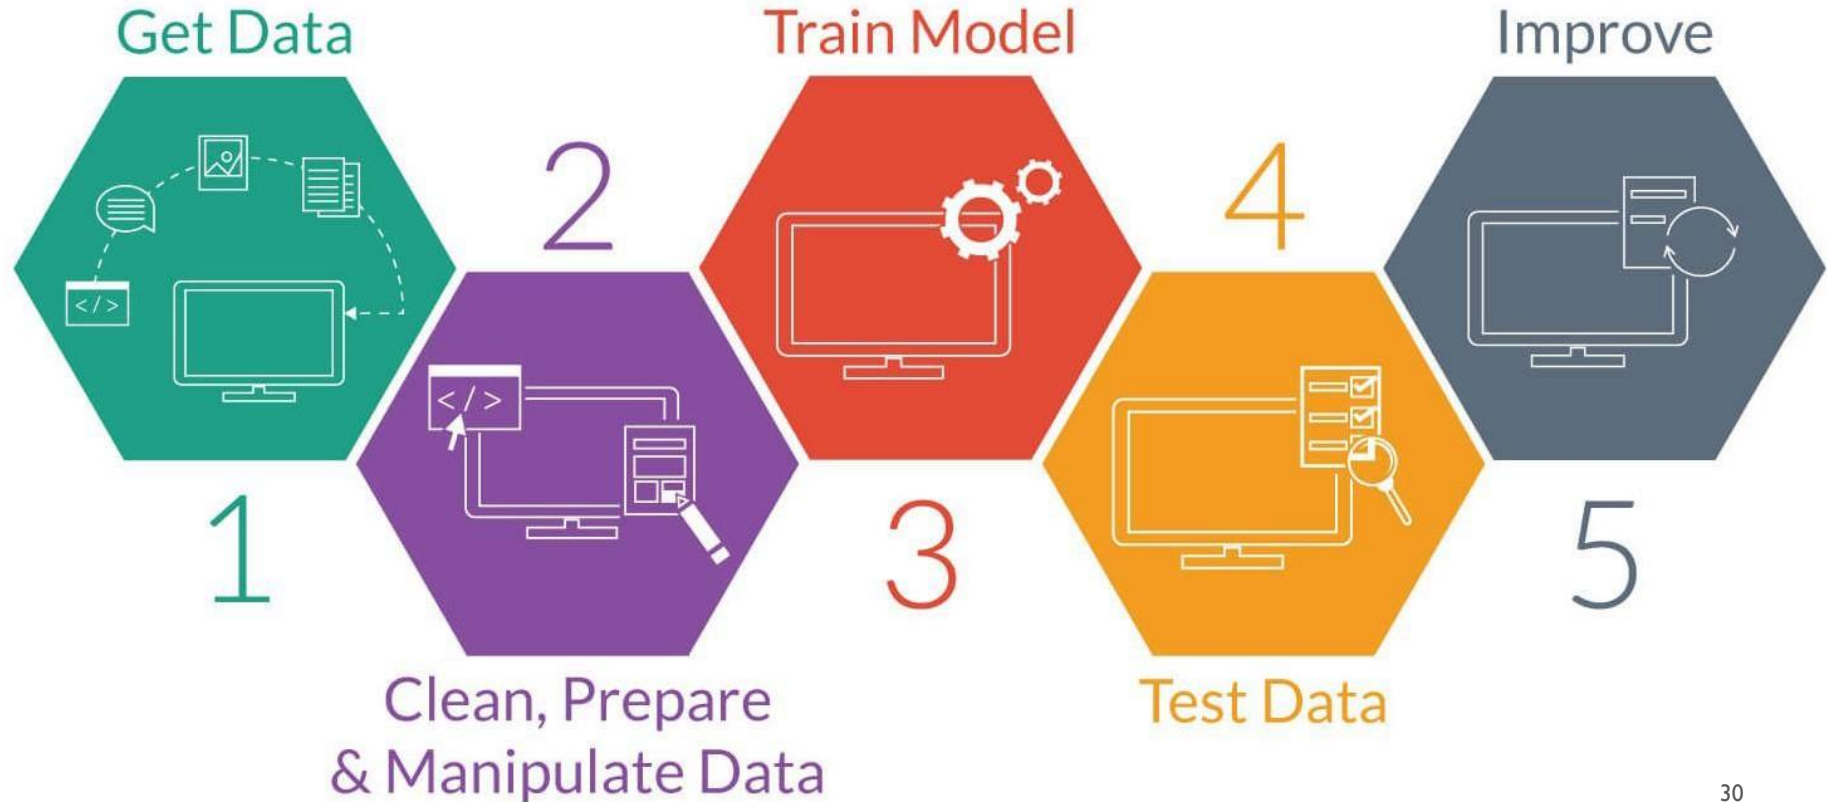 Get Data
1
</>
2
</>
Clean, Prepare
& Manipulate Data
Train Model
3
4
Test Data
Improve
5
30